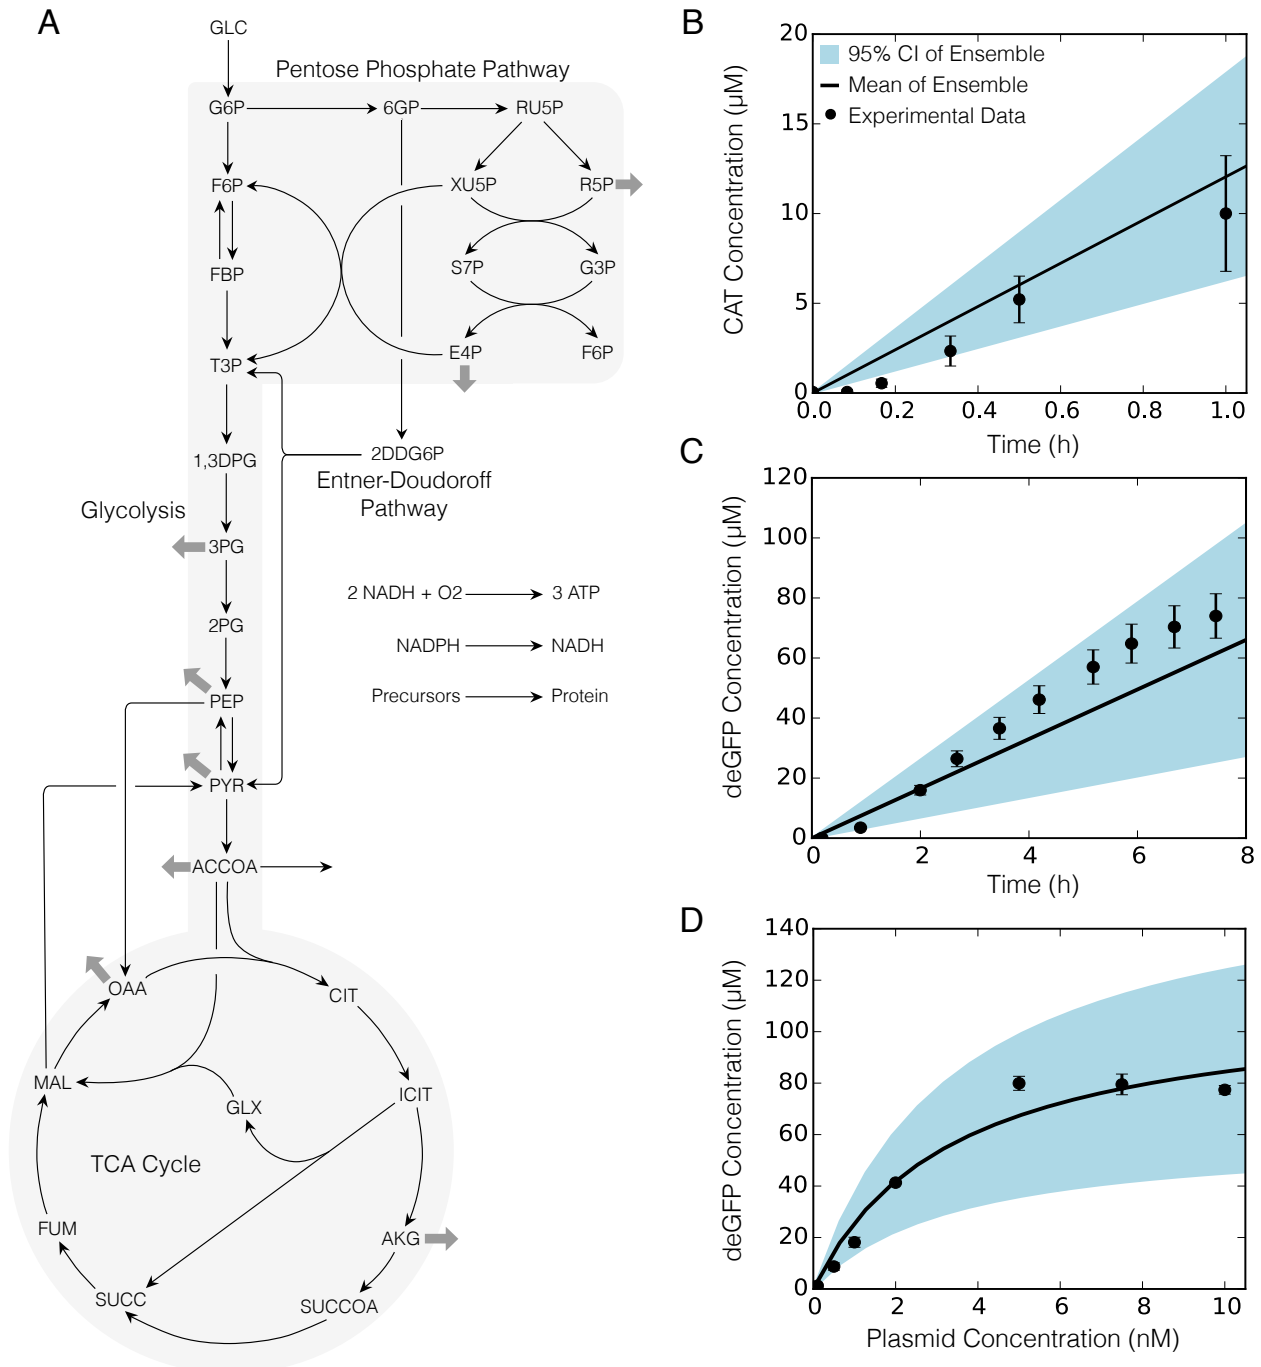 A
GLC
Pentose Phosphate Pathway
G6P
6GP
RU5P
F6P
XU5P
R5P
FBP
S7P
G3P
T3P
E4P
F6P
1,3DPG
2DDG6P
Entner-Doudoroff
Pathway
Glycolysis
3PG
2 NADH + O2
3 ATP
2PG
NADPH
NADH
PEP
Precursors
Protein
PYR
ACCOA
OAA
CIT
MAL
GLX
ICIT
TCA Cycle
FUM
AKG
SUCC
SUCCOA
B
20
15
10
5
0
CAT Concentration (µM)
95% CI of Ensemble
Mean of Ensemble
Experimental Data
0.0 0.2 0.4 0.6 0.8 1.0
Time (h)
C
120
100
80
60
40
20
0
deGFP Concentration (µM)
0 2 4 6 8
Time (h)
D
140
120
100
80
60
40
20
0
deGFP Concentration (µM)
0 2 4 6 8 10
Plasmid Concentration (nM)